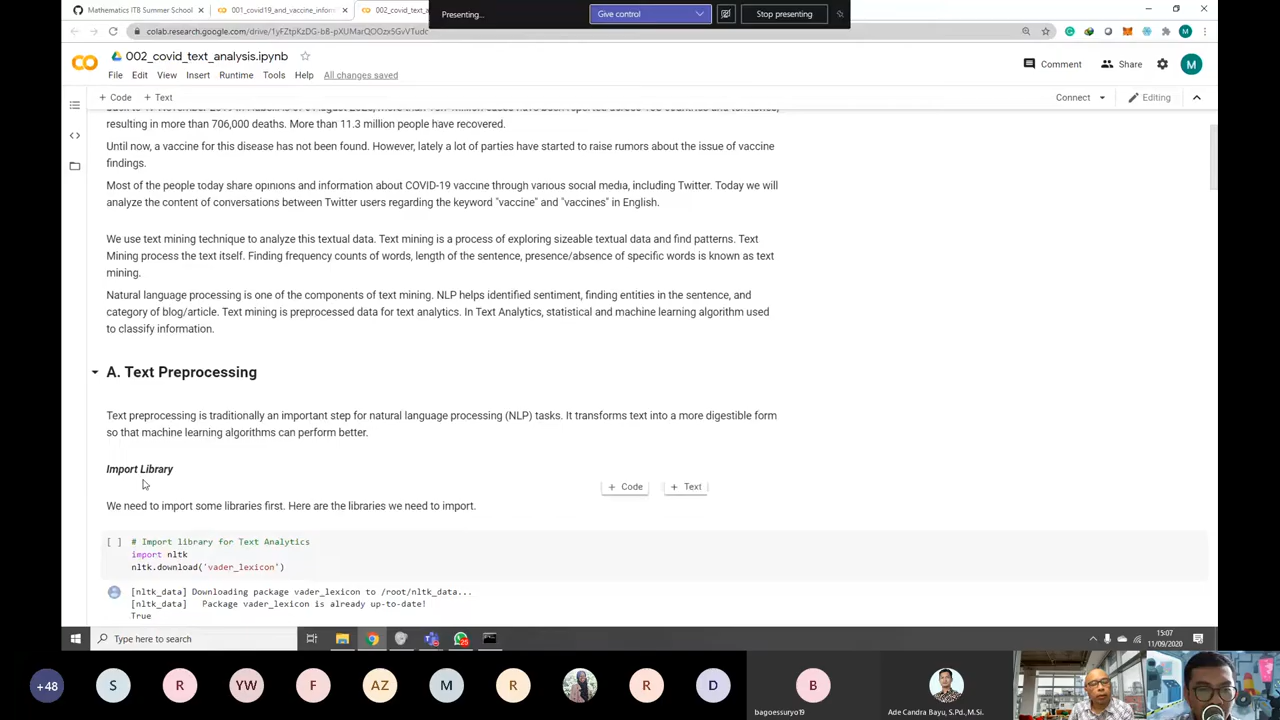 Mathematics ITB Summer School
001_covid19_and_vaccine_inform
002_covid_text_a
Presenting...
Give control
Stop presenting
colab.research.google.com/drive/
002_covid_text_analysis.ipynb
Comment
Share
M
File Edit View Insert Runtime Tools Help All changes saved
+ Code + Text
Connect
Editing
resulting in more than 706,000 deaths. More than 11.3 million people have recovered.
Until now, a vaccine for this disease has not been found. However, lately a lot of parties have started to raise rumors about the issue of vaccine
findings.
Most of the people today share opinions and information about COVID-19 vaccine through various social media, including Twitter. Today we will
analyze the content of conversations between Twitter users regarding the keyword "vaccine" and "vaccines" in English.
We use text mining technique to analyze this textual data. Text mining is a process of exploring sizeable textual data and find patterns. Text
Mining process the text itself. Finding frequency counts of words, length of the sentence, presence/absence of specific words is known as text
mining.
Natural language processing is one of the components of text mining. NLP helps identified sentiment, finding entities in the sentence, and
category of blog/article. Text mining is preprocessed data for text analytics. In Text Analytics, statistical and machine learning algorithm used
to classify information.
A. Text Preprocessing
Text preprocessing is traditionally an important step for natural language processing (NLP) tasks. It transforms text into a more digestible form
so that machine learning algorithms can perform better.
Import Library
+ Code + Text
We need to import some libraries first. Here are the libraries we need to import.
[ ] # Import library for Text Analytics
import nltk
nltk.download('vader_lexicon')
[nltk_data] Downloading package vader_lexicon to /root/nltk_data...
[nltk_data] Package vader_lexicon is already up-to-date!
True
Type here to search
25
15:07
11/09/2020
+48 S R YW F AZ M R R D B
bagoessuryo19
Ade Candra Bayu, S.Pd.,M.Si.